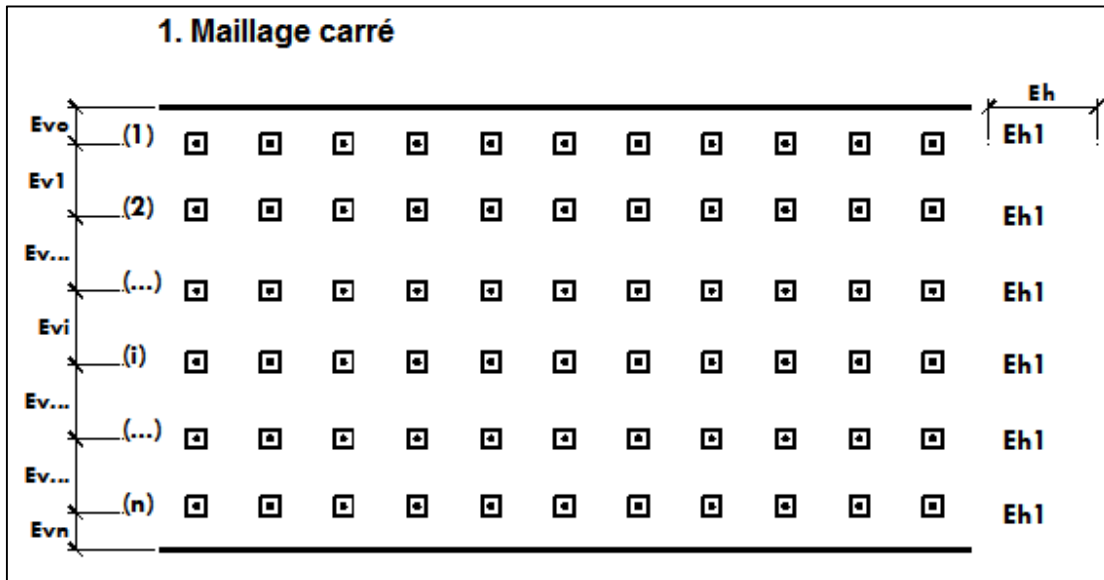 1. Maillage carré
Eh
Evo
(1)
Eh1
Ev1
(2)
Eh1
Ev...
(...)
Eh1
Evi
(i)
Eh1
Ev...
(...)
Eh1
Ev...
(n)
Eh1
Evn